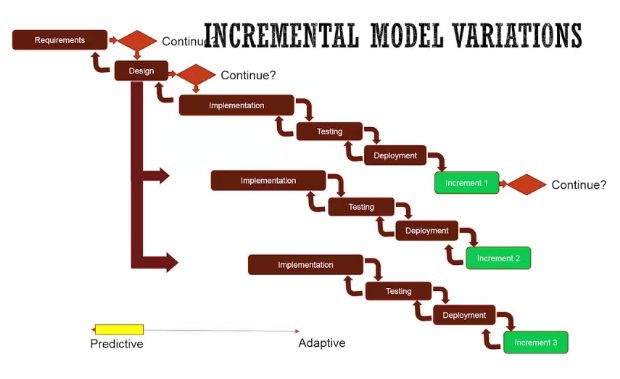 INCREMENTAL MODEL VARIATIONS
Requirements
Continue?
Design
Continue?
Implementation
Testing
Deployment
Increment 1
Continue?
Implementation
Testing
Deployment
Increment 2
Implementation
Testing
Deployment
Increment 3
Predictive
Adaptive